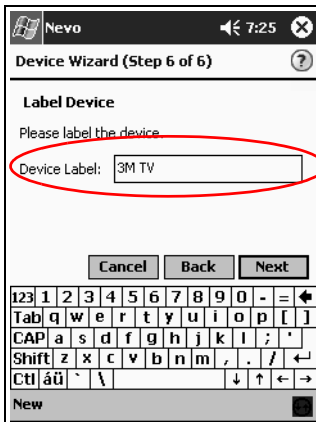 Nevo 7:25
Device Wizard (Step 6 of 6) ?
Label Device
Please label the device.
Device Label: 3M TV
Cancel Back Next
123 1 2 3 4 5 6 7 8 9 0 - =
Tab q w e r t y u i o p [ ]
CAP a s d f g h j k l ; '
Shift z x c v b n m , . /
Ctl áü ` \
New